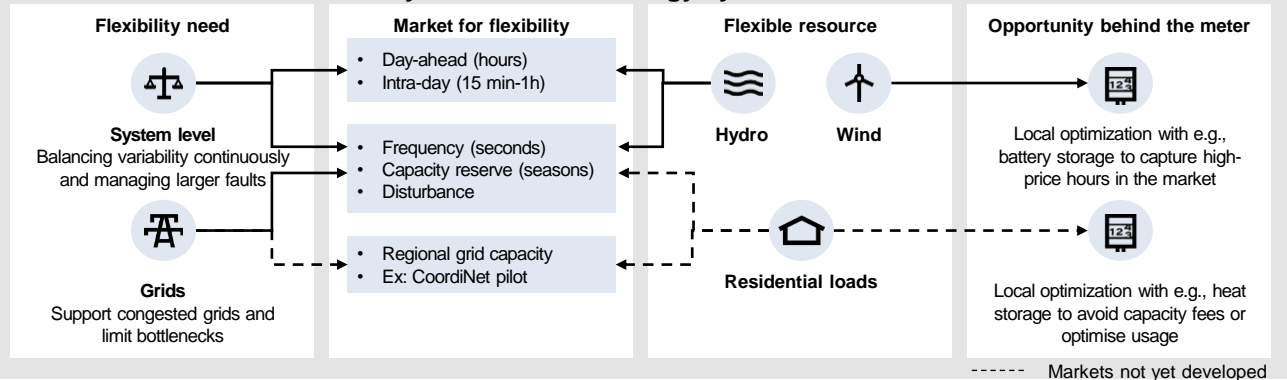 Flexibility need
System level
Balancing variability continuously
and managing larger faults
Grids
Support congested grids and
limit bottlenecks
Market for flexibility
• Day-ahead (hours)
• Intra-day (15 min-1h)
• Frequency (seconds)
• Capacity reserve (seasons)
• Disturbance
• Regional grid capacity
• Ex: CoordiNet pilot
Flexible resource
Hydro
Wind
Residential loads
Opportunity behind the meter
Local optimization with e.g.,
battery storage to capture high-
price hours in the market
Local optimization with e.g., heat
storage to avoid capacity fees or
optimise usage
Markets not yet developed